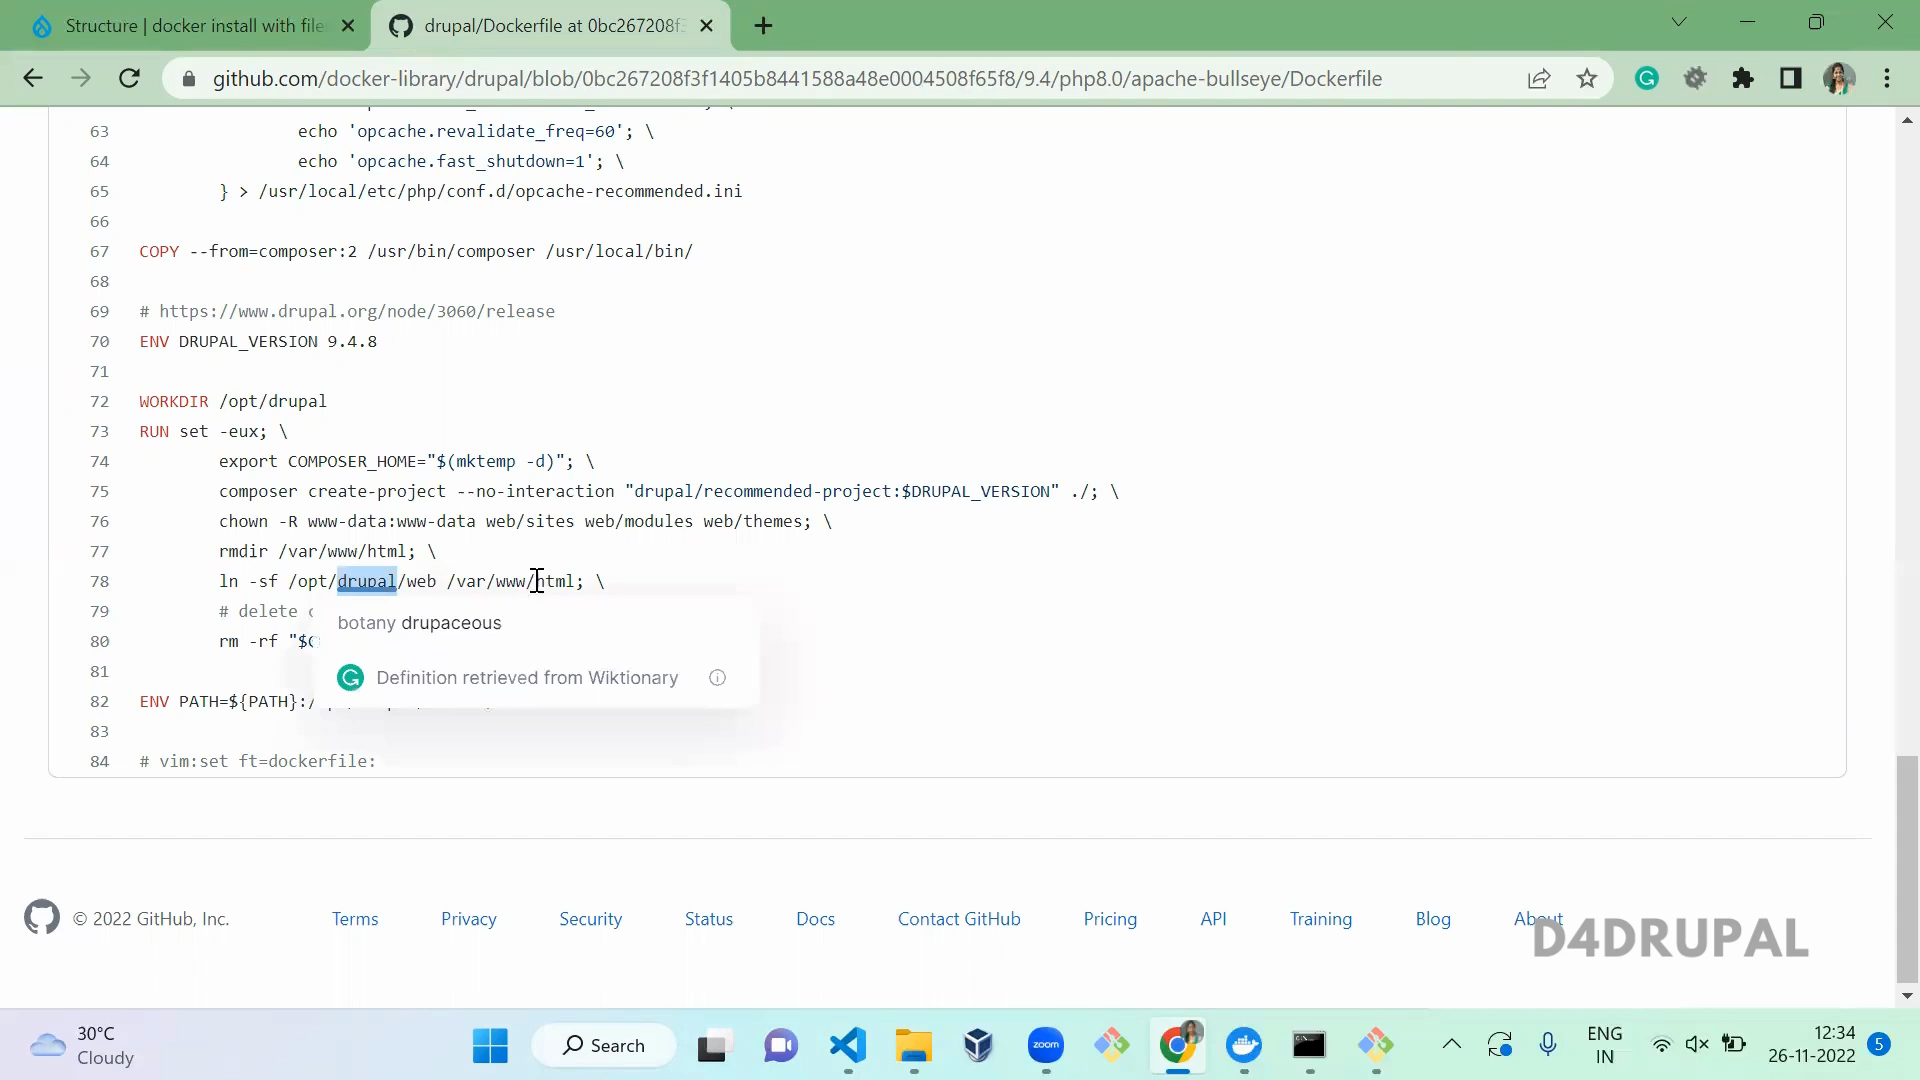 Structure | docker install with file
drupal/Dockerfile at 0bc267208f3
github.com/docker-library/drupal/blob/0bc267208f3f1405b8441588a48e0004508f65f8/9.4/php8.0/apache-bullseye/Dockerfile
63 echo 'opcache.revalidate_freq=60'; \
64 echo 'opcache.fast_shutdown=1'; \
65 } > /usr/local/etc/php/conf.d/opcache-recommended.ini
66
67 COPY --from=composer:2 /usr/bin/composer /usr/local/bin/
68
69 # https://www.drupal.org/node/3060/release
70 ENV DRUPAL_VERSION 9.4.8
71
72 WORKDIR /opt/drupal
73 RUN set -eux; \
74 export COMPOSER_HOME="$(mktemp -d)"; \
75 composer create-project --no-interaction "drupal/recommended-project:$DRUPAL_VERSION" ./; \
76 chown -R www-data:www-data web/sites web/modules web/themes; \
77 rmdir /var/www/html; \
78 ln -sf /opt/drupal/web /var/www/html; \
79 # delete
80 rm -rf "$
81
82 ENV PATH=${PATH}:/
83
84 # vim:set ft=dockerfile:
botany drupaceous
Definition retrieved from Wiktionary
© 2022 GitHub, Inc.
Terms
Privacy
Security
Status
Docs
Contact GitHub
Pricing
API
Training
Blog
About
D4DRUPAL
30°C
Cloudy
Search
zoom
ENG
IN
12:34
26-11-2022
5